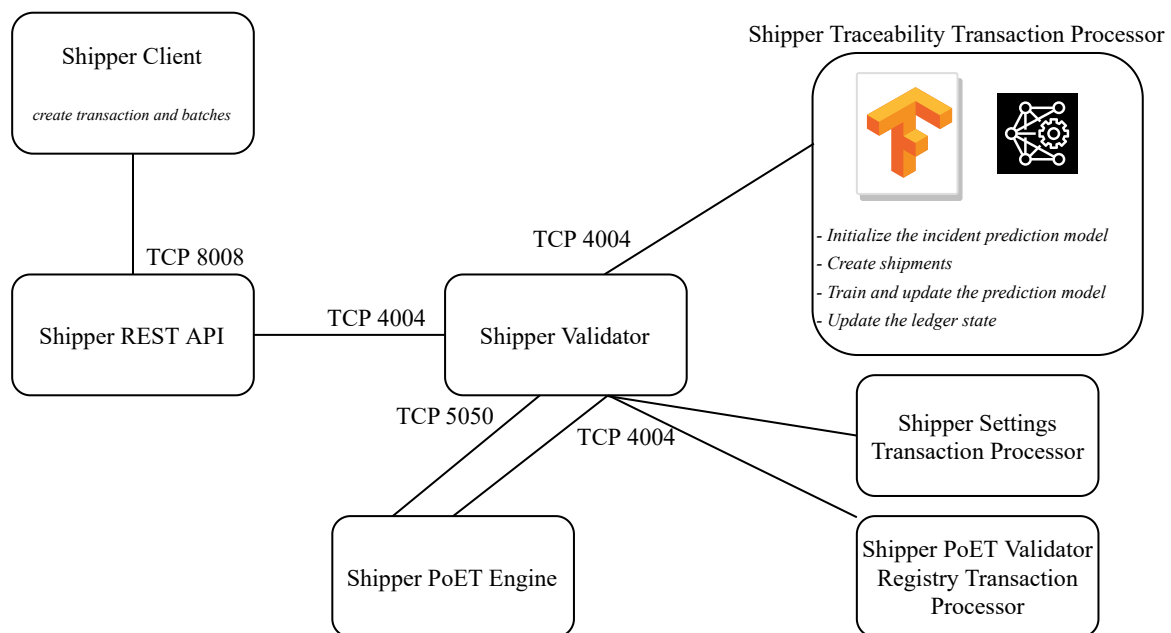 Shipper Client
create transaction and batches
Shipper Traceability Transaction Processor
- Initialize the incident prediction model
- Create shipments
- Train and update the prediction model
- Update the ledger state
TCP 4004
TCP 8008
Shipper REST API
TCP 4004
Shipper Validator
TCP 5050
TCP 4004
Shipper Settings
Transaction Processor
Shipper PoET Engine
Shipper PoET Validator
Registry Transaction
Processor